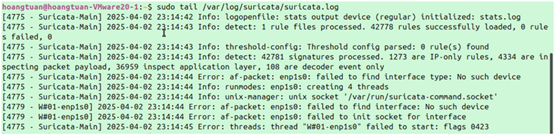 hoangtuan@hoangtuan-VMware20-1:~$ sudo tail /var/log/suricata/suricata.log
[4775 - Suricata-Main] 2025-04-02 23:14:42 Info: logopenfile: stats output device (regular) initialized: stats.log
[4775 - Suricata-Main] 2025-04-02 23:14:43 Info: detect: 1 rule files processed. 42778 rules successfully loaded, 0 rule
s failed, 0
[4775 - Suricata-Main] 2025-04-02 23:14:43 Info: threshold-config: Threshold config parsed: 0 rule(s) found
[4775 - Suricata-Main] 2025-04-02 23:14:43 Info: detect: 42781 signatures processed. 1273 are IP-only rules, 4334 are in
specting packet payload, 36959 inspect application layer, 108 are decoder event only
[4775 - Suricata-Main] 2025-04-02 23:14:44 Error: af-packet: enp1s0: failed to find interface type: No such device
[4775 - Suricata-Main] 2025-04-02 23:14:44 Info: runmodes: enp1s0: creating 4 threads
[4775 - Suricata-Main] 2025-04-02 23:14:44 Info: unix-manager: unix socket '/var/run/suricata-command.socket'
[4779 - W#01-enp1s0] 2025-04-02 23:14:44 Error: af-packet: enp1s0: failed to find interface: No such device
[4779 - W#01-enp1s0] 2025-04-02 23:14:44 Error: af-packet: enp1s0: failed to init socket for interface
[4775 - Suricata-Main] 2025-04-02 23:14:45 Error: threads: thread "W#01-enp1s0" failed to start: flags 0423